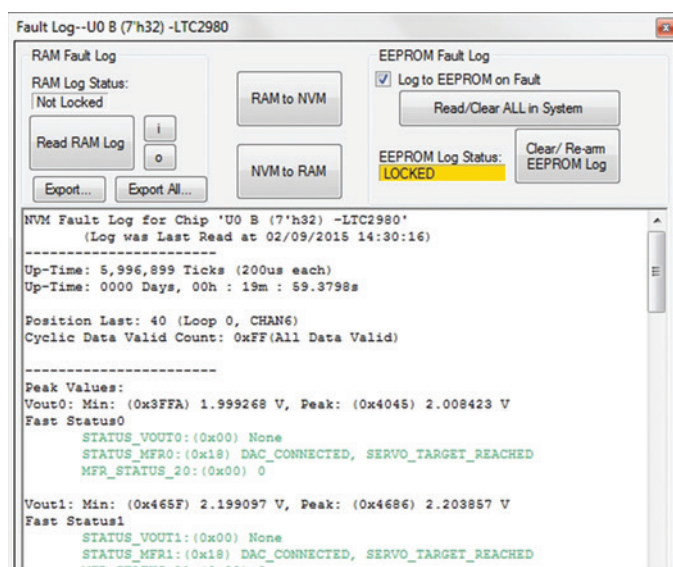 Fault Log--U0 B (7'h32) -LTC2980
RAM Fault Log
RAM Log Status:
Not Locked
Read RAM Log
i
o
Export...
Export All...
RAM to NVM
NVM to RAM
EEPROM Fault Log
Log to EEPROM on Fault
Read/Clear ALL in System
EEPROM Log Status:
LOCKED
Clear/ Re-arm
EEPROM Log
NVM Fault Log for Chip 'U0 B (7'h32) -LTC2980'
(Log was Last Read at 02/09/2015 14:30:16)
-----------------------
Up-Time: 5,996,899 Ticks (200us each)
Up-Time: 0000 Days, 00h : 19m : 59.3798s
Position Last: 40 (Loop 0, CHAN6)
Cyclic Data Valid Count: 0xFF(All Data Valid)
-----------------------
Peak Values:
Vout0: Min: (0x3FFA) 1.999268 V, Peak: (0x4045) 2.008423 V
Fast Status0
STATUS_VOUT0:(0x00) None
STATUS_MFR0:(0x18) DAC_CONNECTED, SERVO_TARGET_REACHED
MFR_STATUS_20:(0x00) 0
Vout1: Min: (0x465F) 2.199097 V, Peak: (0x4686) 2.203857 V
Fast Status1
STATUS_VOUT1:(0x00) None
STATUS_MFR1:(0x18) DAC_CONNECTED, SERVO_TARGET_REACHED